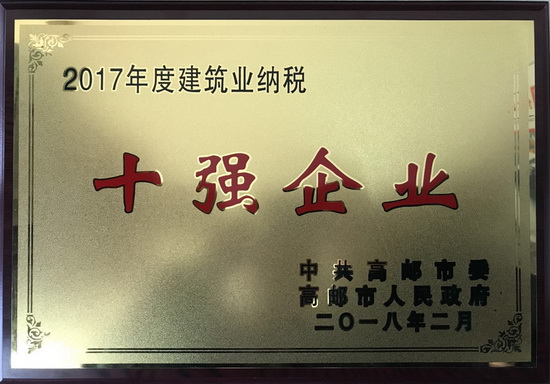 2017年度建筑业纳税
十强企业
中共高邮市委
高邮市人民政府
二〇一八年二月